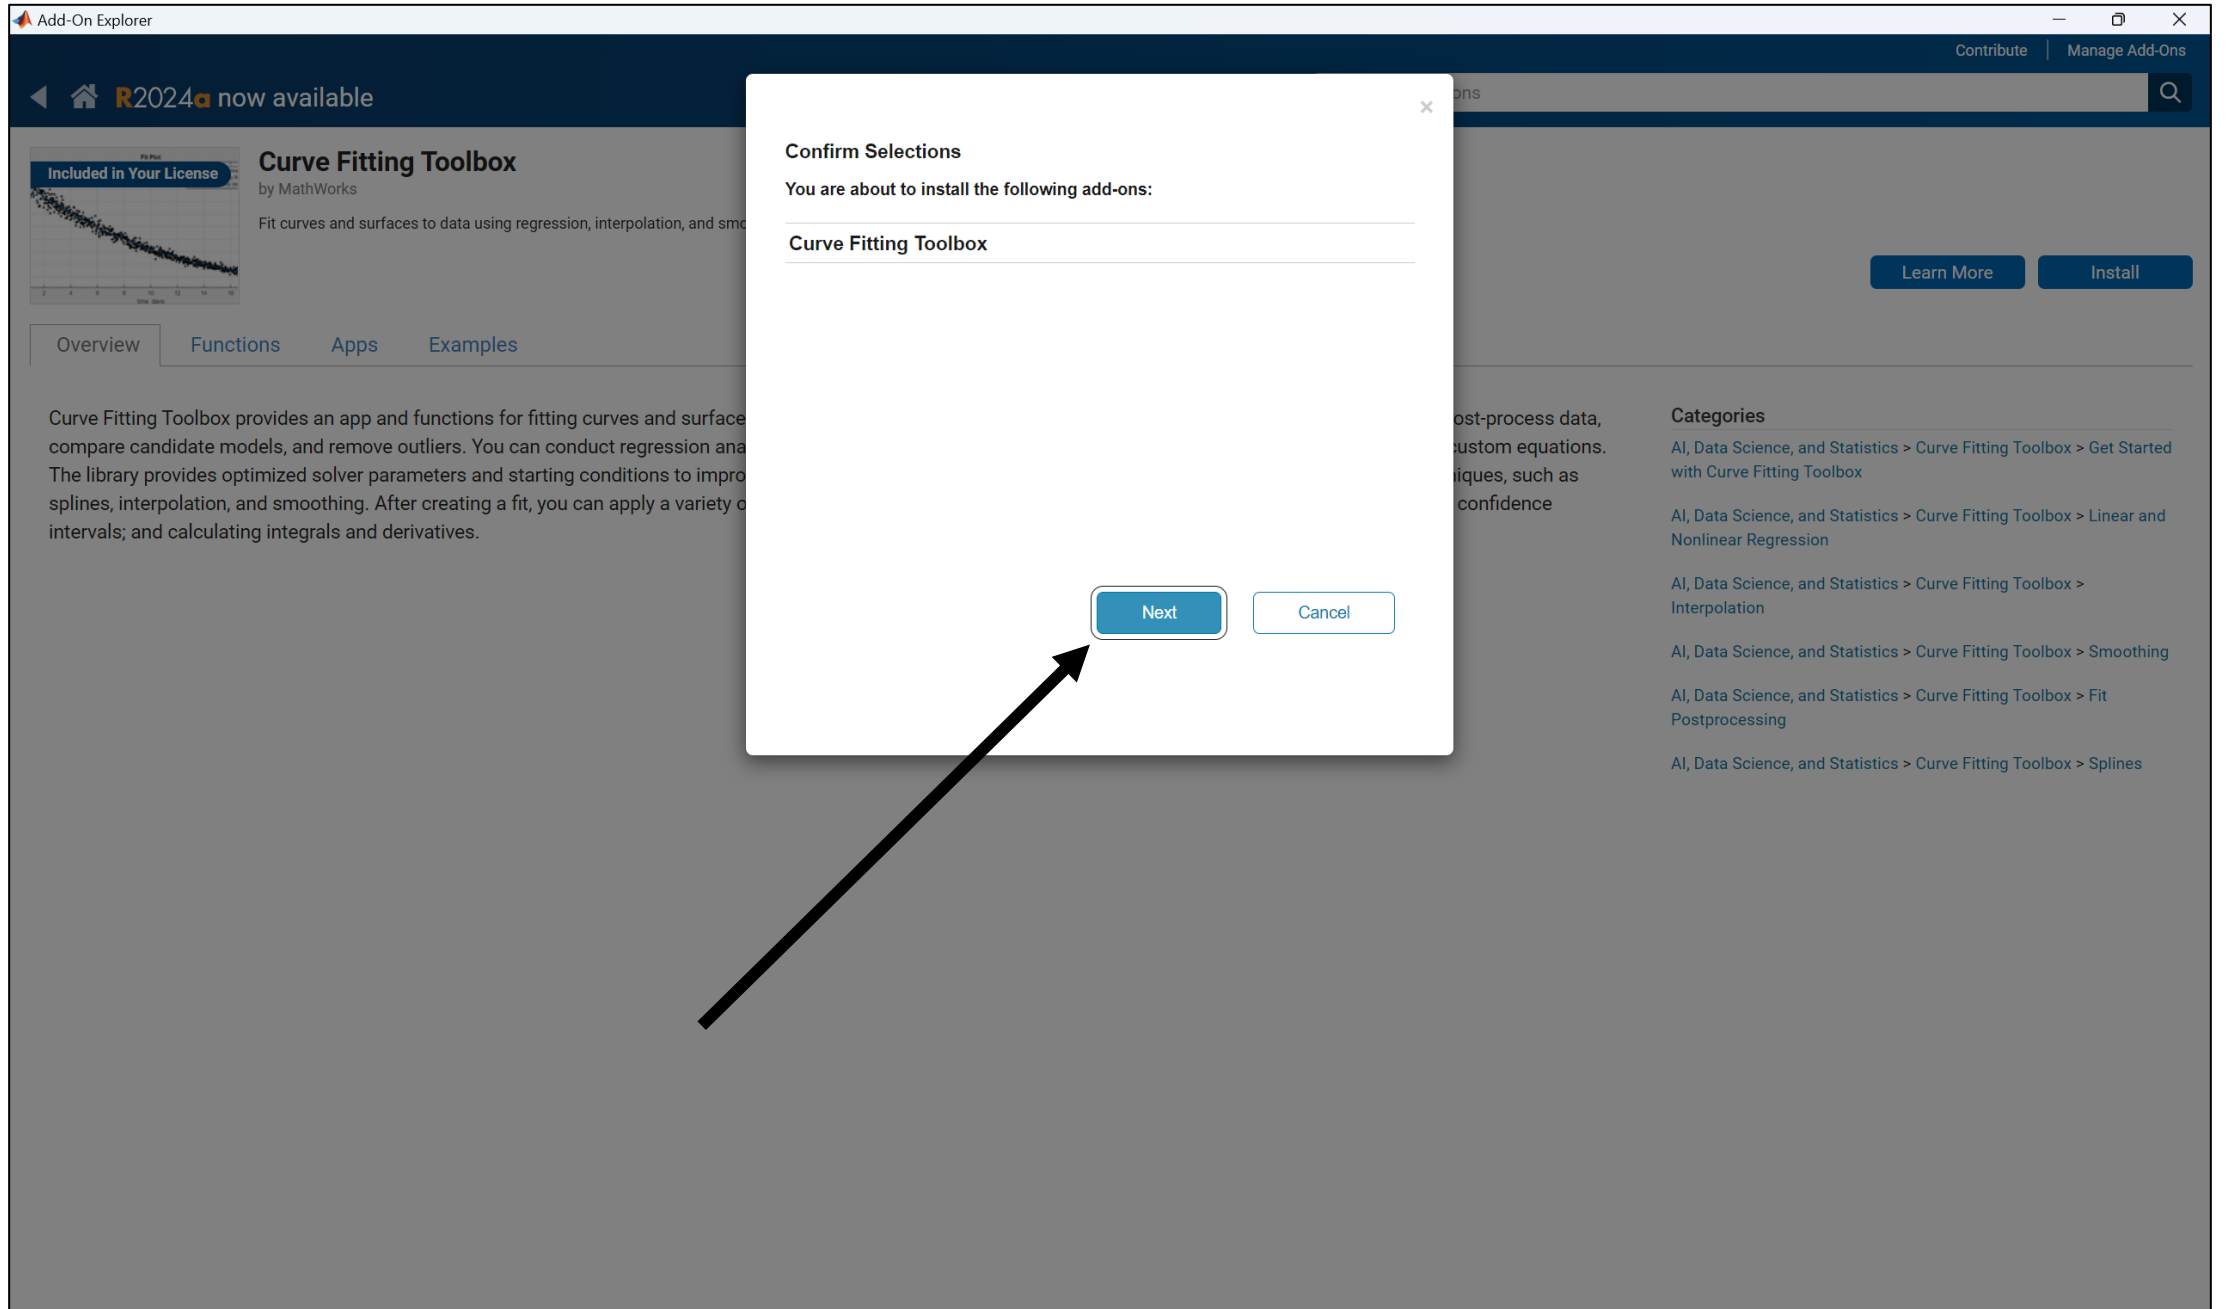 Add-On Explorer
Contribute
Manage Add-Ons
R2024a now available
ons
Included in Your License
Curve Fitting Toolbox
by MathWorks
Fit curves and surfaces to data using regression, interpolation, and smo
Learn More
Install
Overview
Functions
Apps
Examples
Curve Fitting Toolbox provides an app and functions for fitting curves and surface
compare candidate models, and remove outliers. You can conduct regression ana
The library provides optimized solver parameters and starting conditions to impro
splines, interpolation, and smoothing. After creating a fit, you can apply a variety o
intervals; and calculating integrals and derivatives.
ost-process data,
custom equations.
iques, such as
confidence
Categories
AI, Data Science, and Statistics > Curve Fitting Toolbox > Get Started
with Curve Fitting Toolbox
AI, Data Science, and Statistics > Curve Fitting Toolbox > Linear and
Nonlinear Regression
AI, Data Science, and Statistics > Curve Fitting Toolbox >
Interpolation
AI, Data Science, and Statistics > Curve Fitting Toolbox > Smoothing
AI, Data Science, and Statistics > Curve Fitting Toolbox > Fit
Postprocessing
AI, Data Science, and Statistics > Curve Fitting Toolbox > Splines
×
Confirm Selections
You are about to install the following add-ons:
Curve Fitting Toolbox
Next
Cancel